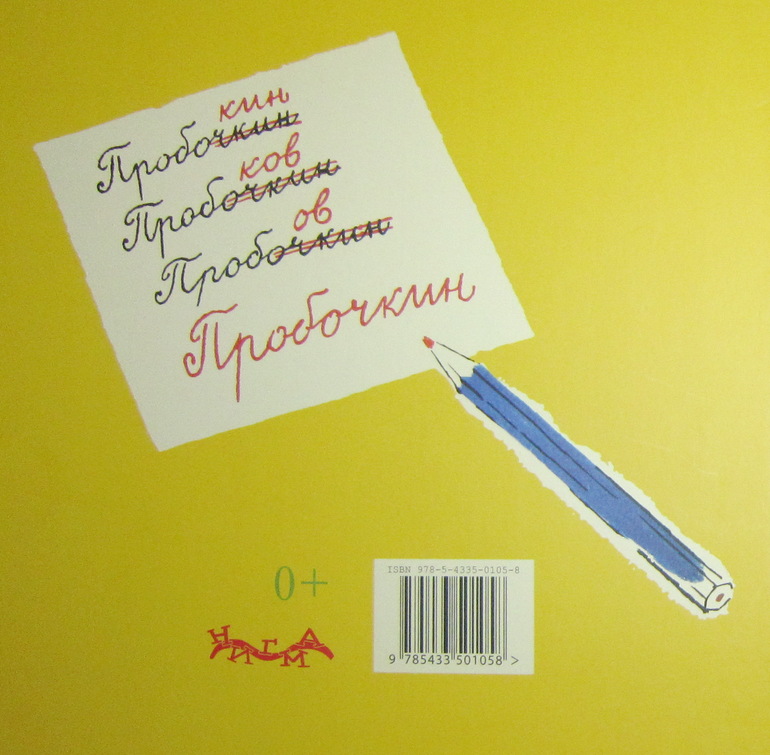 кин
Пробочкин
ков
Пробочкин
ов
Пробочкин
Пробочкин
0+
НИГМА
ISBN 978-5-4335-0105-8
9 785433 501058 >